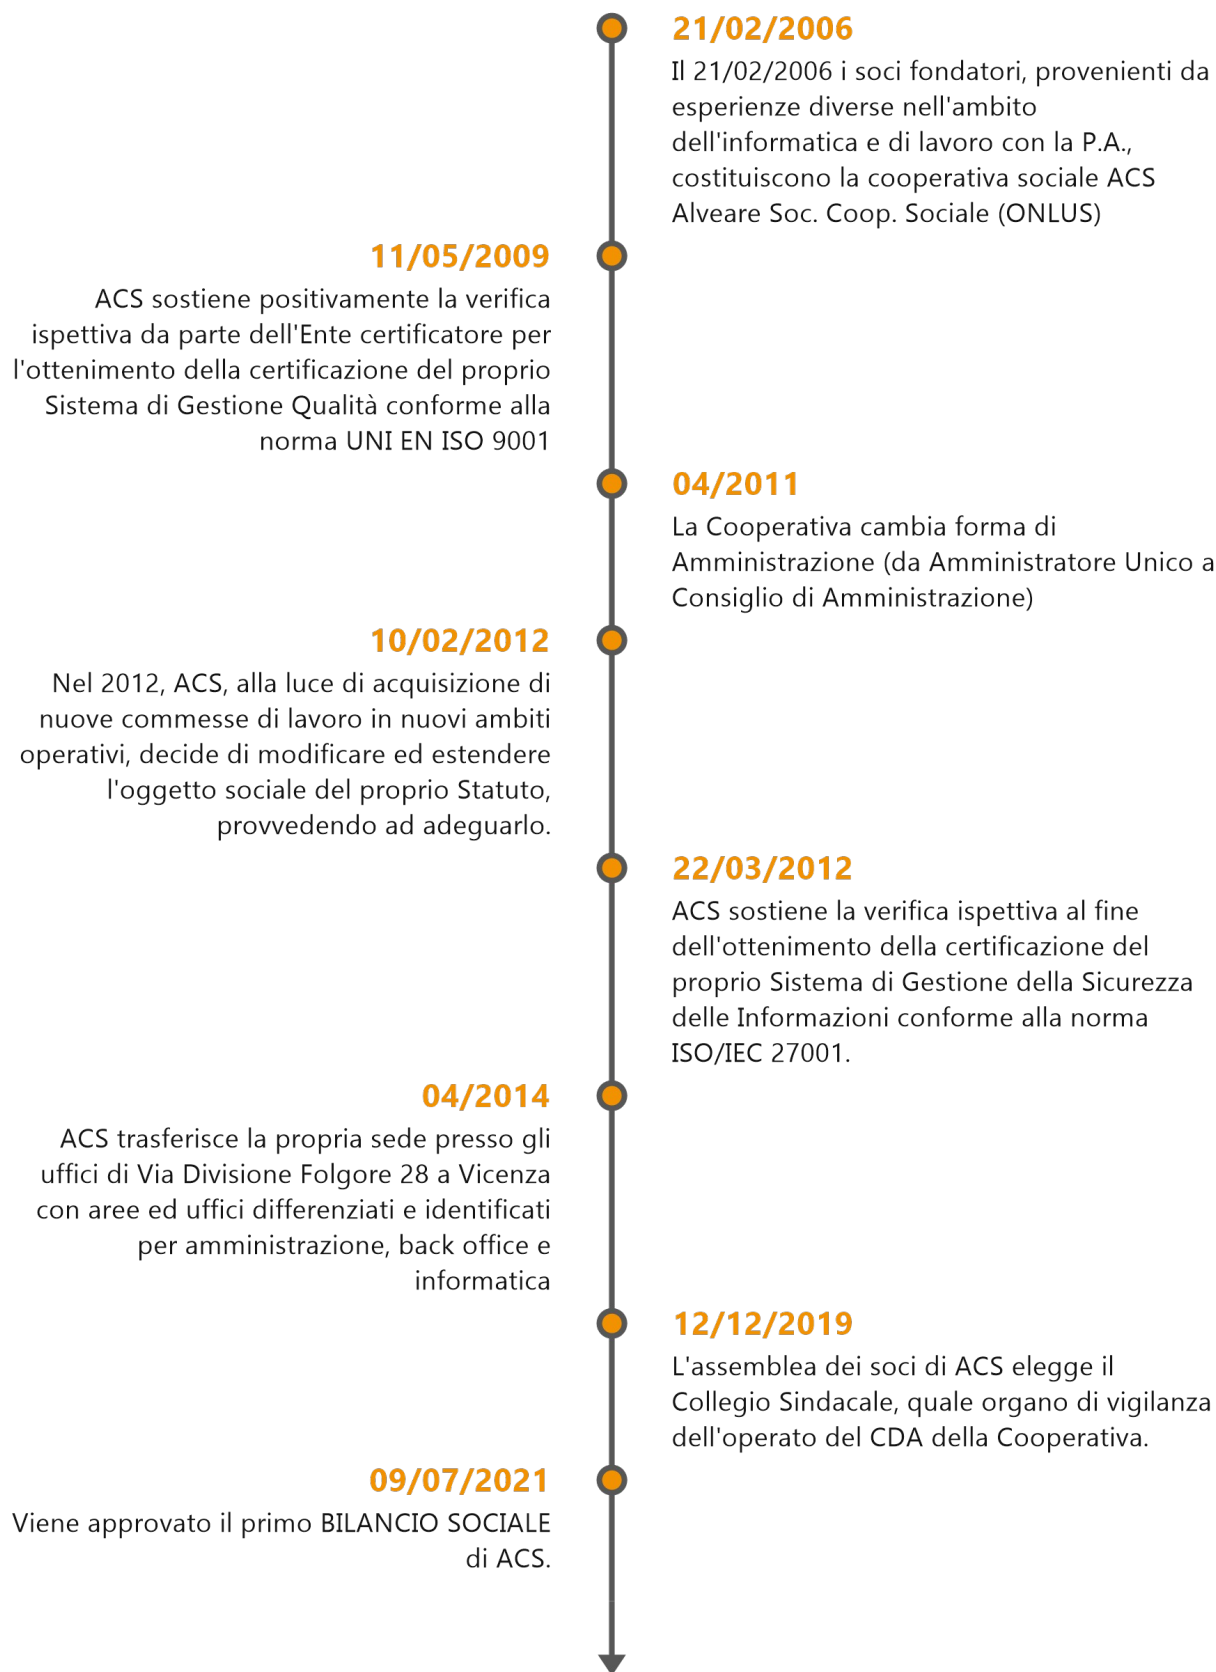 21/02/2006
Il 21/02/2006 i soci fondatori, provenienti da
esperienze diverse nell'ambito
dell'informatica e di lavoro con la P.A.,
costituiscono la cooperativa sociale ACS
Alveare Soc. Coop. Sociale (ONLUS)
11/05/2009
ACS sostiene positivamente la verifica
ispettiva da parte dell'Ente certificatore per
l'ottenimento della certificazione del proprio
Sistema di Gestione Qualità conforme alla
norma UNI EN ISO 9001
04/2011
La Cooperativa cambia forma di
Amministrazione (da Amministratore Unico a
Consiglio di Amministrazione)
10/02/2012
Nel 2012, ACS, alla luce di acquisizione di
nuove commesse di lavoro in nuovi ambiti
operativi, decide di modificare ed estendere
l'oggetto sociale del proprio Statuto,
provvedendo ad adeguarlo.
22/03/2012
ACS sostiene la verifica ispettiva al fine
dell'ottenimento della certificazione del
proprio Sistema di Gestione della Sicurezza
delle Informazioni conforme alla norma
ISO/IEC 27001.
04/2014
ACS trasferisce la propria sede presso gli
uffici di Via Divisione Folgore 28 a Vicenza
con aree ed uffici differenziati e identificati
per amministrazione, back office e
informatica
12/12/2019
L'assemblea dei soci di ACS elegge il
Collegio Sindacale, quale organo di vigilanza
dell'operato del CDA della Cooperativa.
09/07/2021
Viene approvato il primo BILANCIO SOCIALE
di ACS.